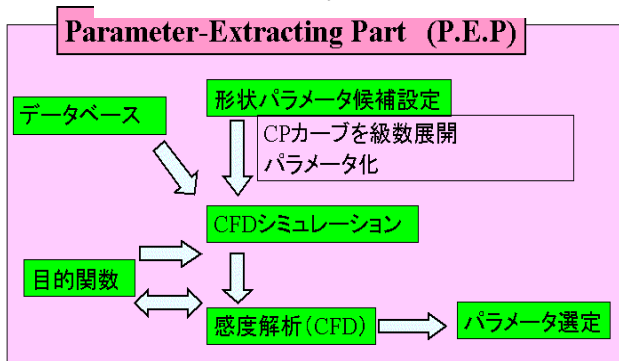 Parameter-Extracting Part (P.E.P)
形状パラメータ候補設定
データベース
CPカーブを級数展開
パラメータ化
CFDシミュレーション
目的関数
感度解析(CFD)
パラメータ選定